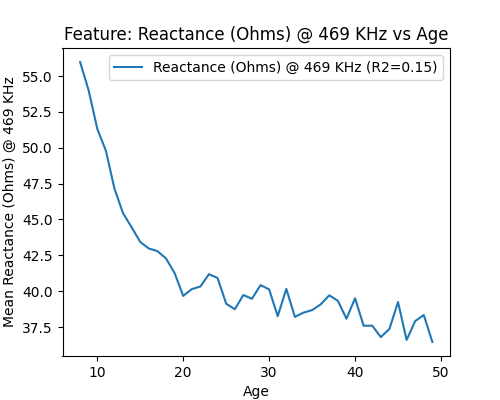 Feature: Reactance (Ohms) @ 469 KHz vs Age
Reactance (Ohms) @ 469 KHz (R2=0.15)
Mean Reactance (Ohms) @ 469 KHz
55.0
52.5
50.0
47.5
45.0
42.5
40.0
37.5
10 20 30 40 50
Age